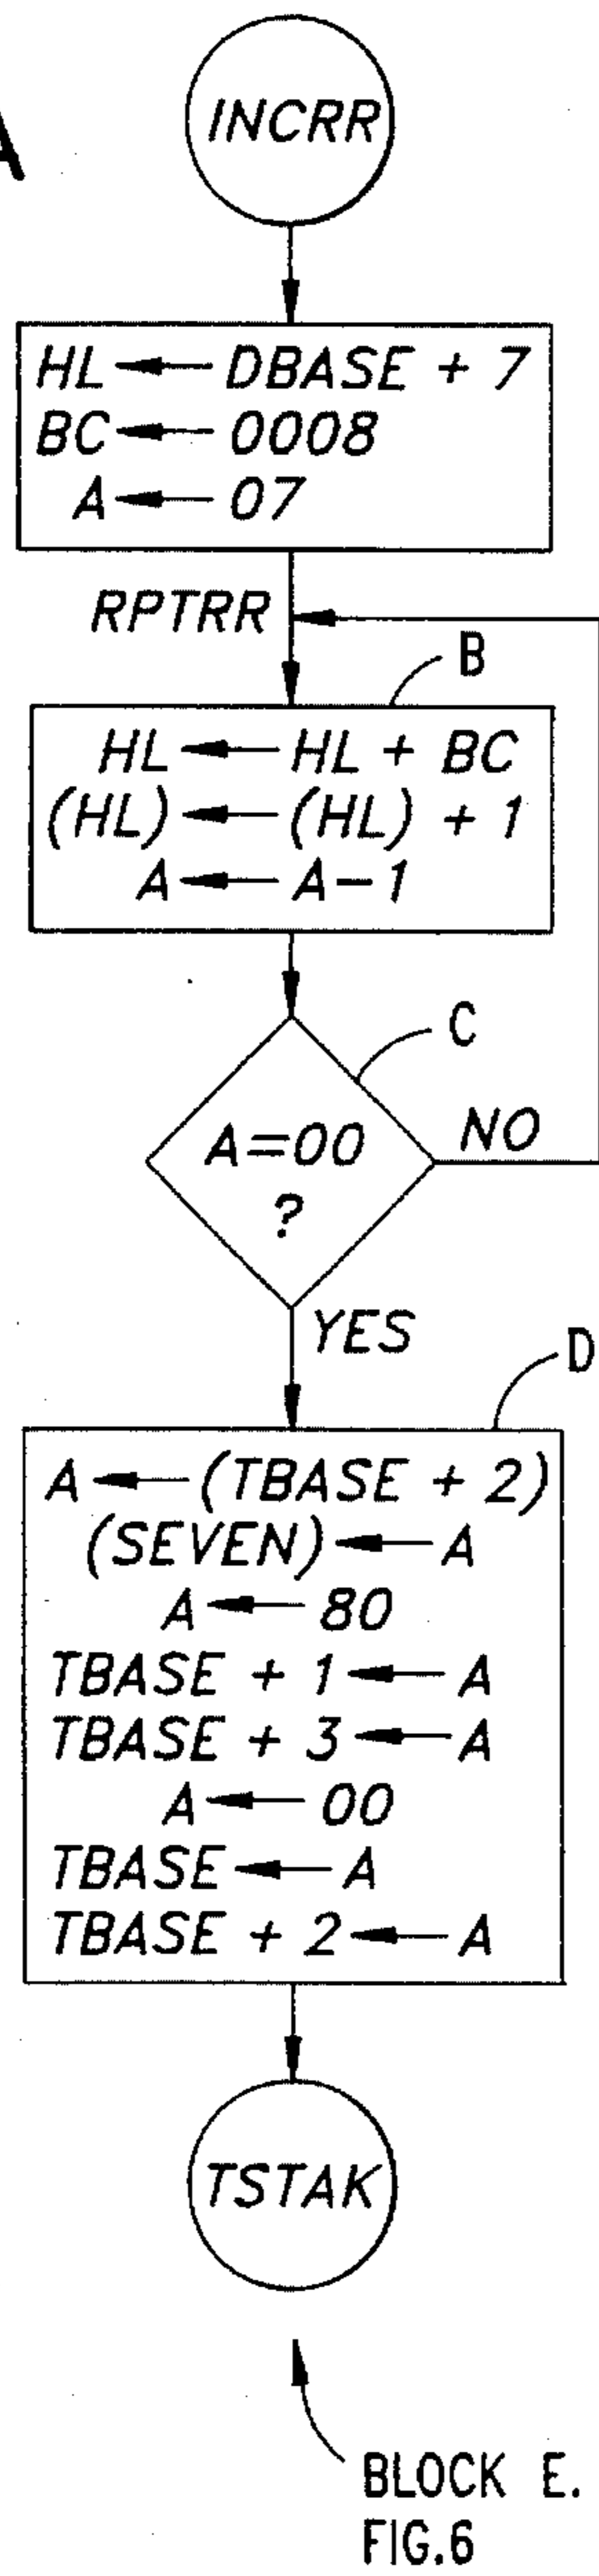 A
INCRR
HL ← DBASE + 7
BC ← 0008
A ← 07
RPTRR
B
HL ← HL + BC
(HL) ← (HL) + 1
A ← A-1
C
A=00
?
NO
YES
D
A ← (TBASE + 2)
(SEVEN) ← A
A ← 80
TBASE + 1 ← A
TBASE + 3 ← A
A ← 00
TBASE ← A
TBASE + 2 ← A
TSTAK
BLOCK E.
FIG.6